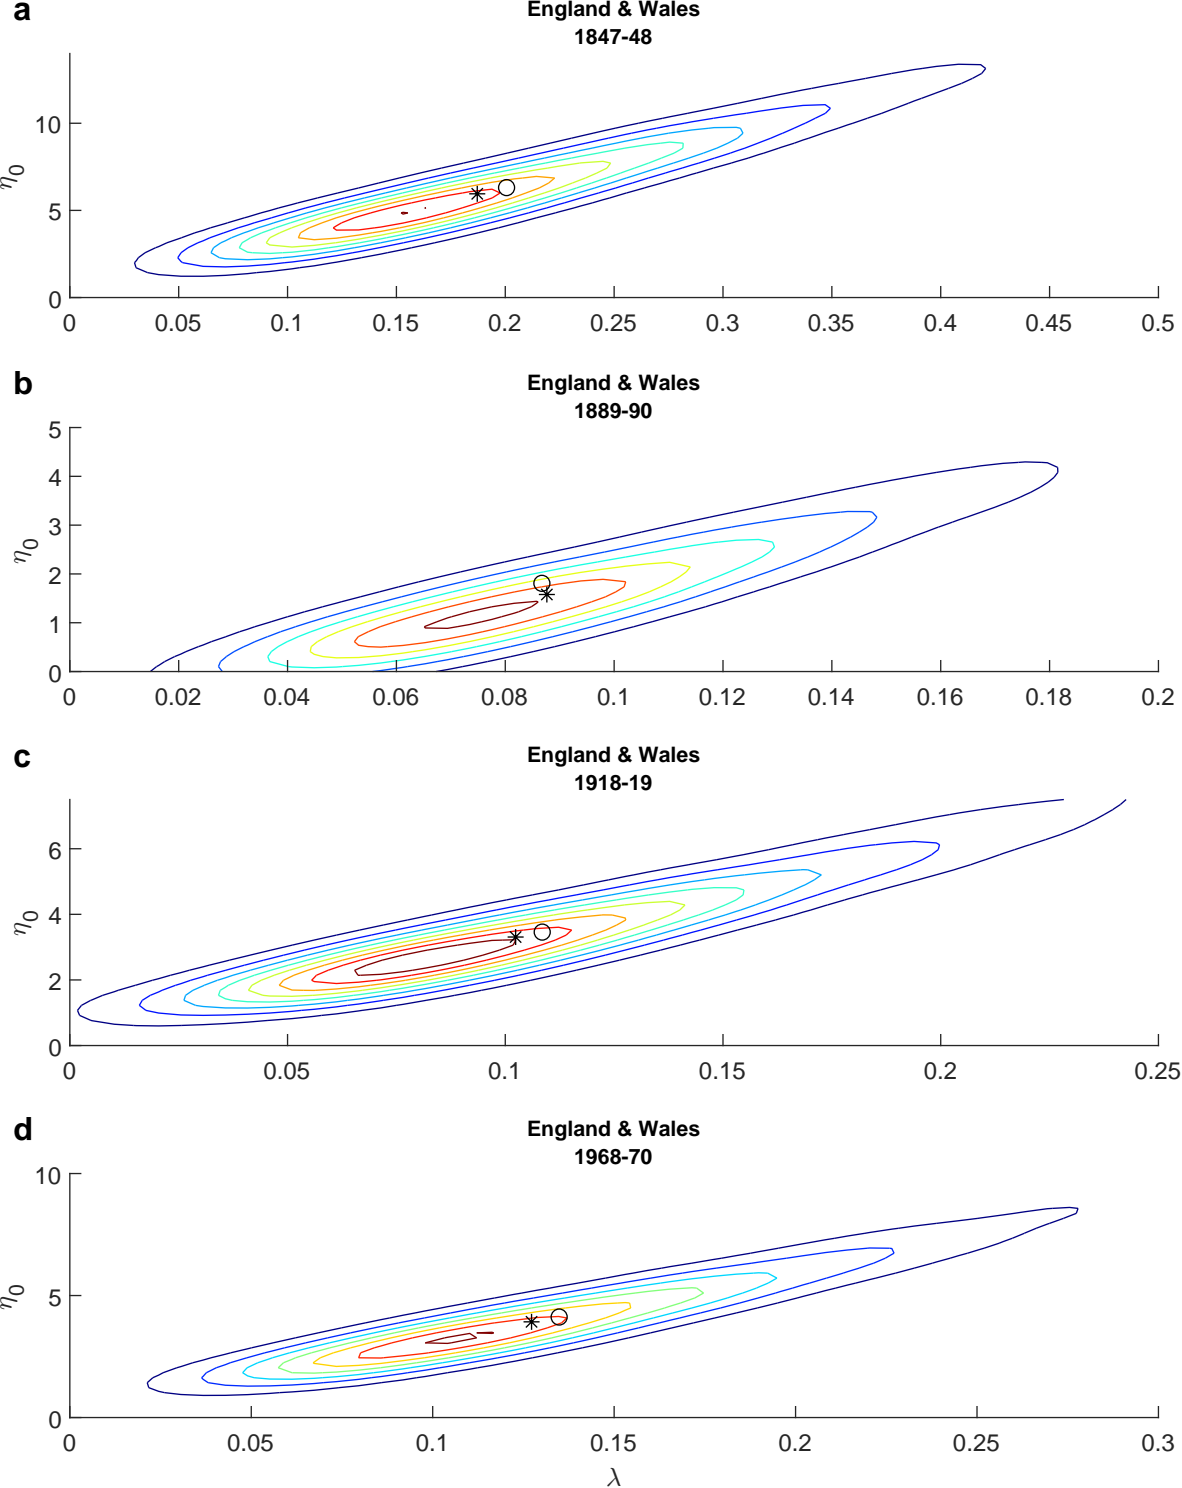 a
England & Wales
1847-48
10
5
0
η0
0 0.05 0.1 0.15 0.2 0.25 0.3 0.35 0.4 0.45 0.5
b
England & Wales
1889-90
5
4
3
2
1
0
η0
0 0.02 0.04 0.06 0.08 0.1 0.12 0.14 0.16 0.18 0.2
c
England & Wales
1918-19
6
4
2
0
η0
0 0.05 0.1 0.15 0.2 0.25
d
England & Wales
1968-70
10
5
0
η0
0 0.05 0.1 0.15 0.2 0.25 0.3
λ